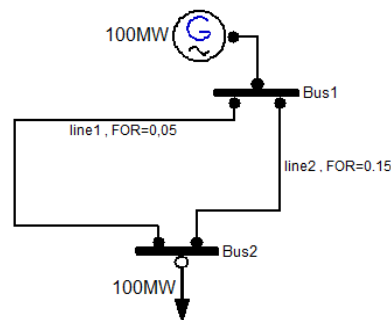 100MW
G
Bus1
line1 , FOR=0,05
line2 , FOR=0.15
Bus2
100MW